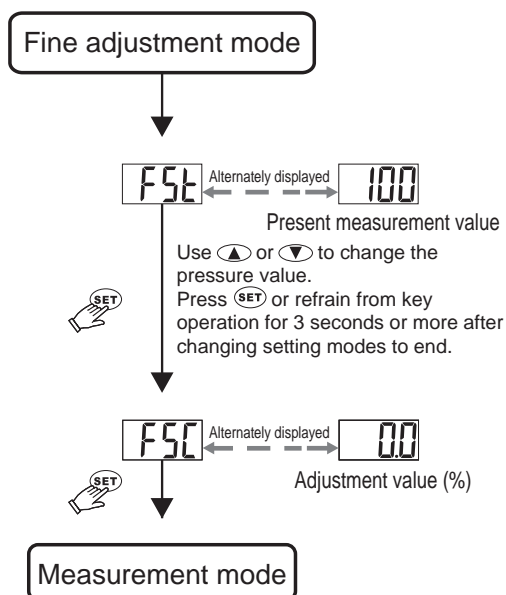 Fine adjustment mode
FSt Alternately displayed 100
Present measurement value
Use ▲ or ▼ to change the
pressure value.
Press SET or refrain from key
operation for 3 seconds or more after
changing setting modes to end.
SET
FSC Alternately displayed 0.0
Adjustment value (%)
SET
Measurement mode